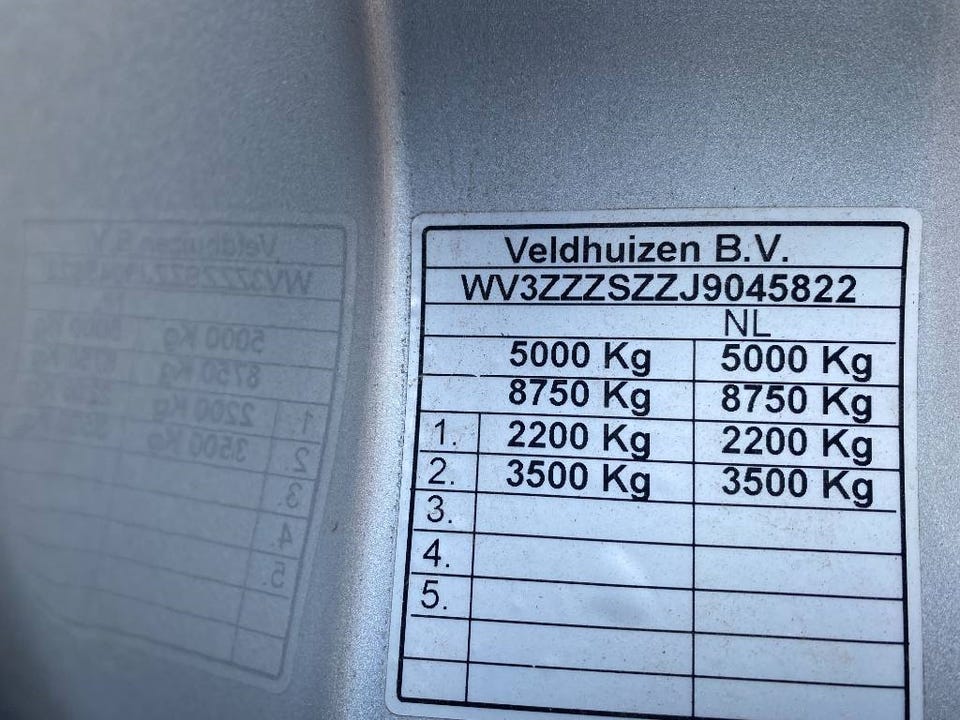 Veldhuizen B.V.
WV3ZZZSZZJ9045822
NL
5000 Kg 5000 Kg
8750 Kg 8750 Kg
1. 2200 Kg 2200 Kg
2. 3500 Kg 3500 Kg
3.
4.
5.